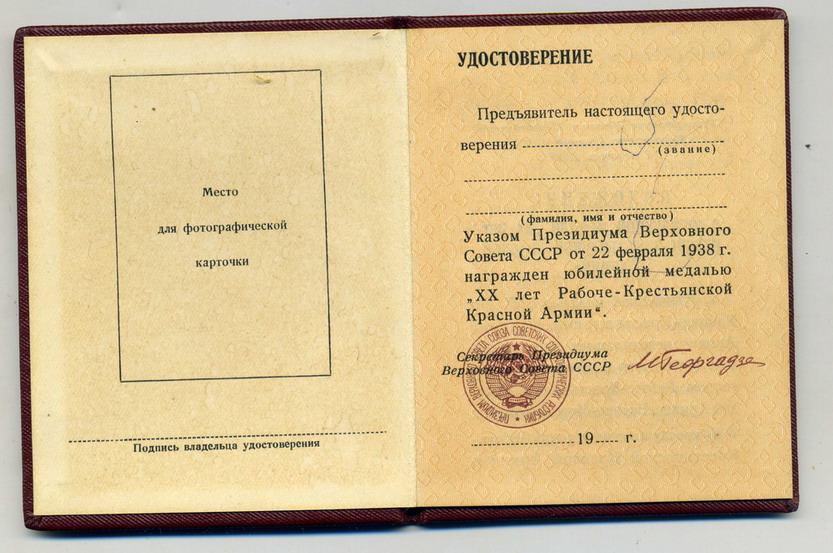 Место
для фотографической
карточки
Подпись владельца удостоверения
УДОСТОВЕРЕНИЕ
Предъявитель настоящего удосто-
верения
(звание)
(фамилия, имя и отчество)
Указом Президиума Верховного
Совета СССР от 22 февраля 1938 г.
награжден юбилейной медалью
„XX лет Рабоче-Крестьянской
Красной Армии“.
Секретарь Президиума
Верховного Совета СССР
МГеоргадзе
19 г.